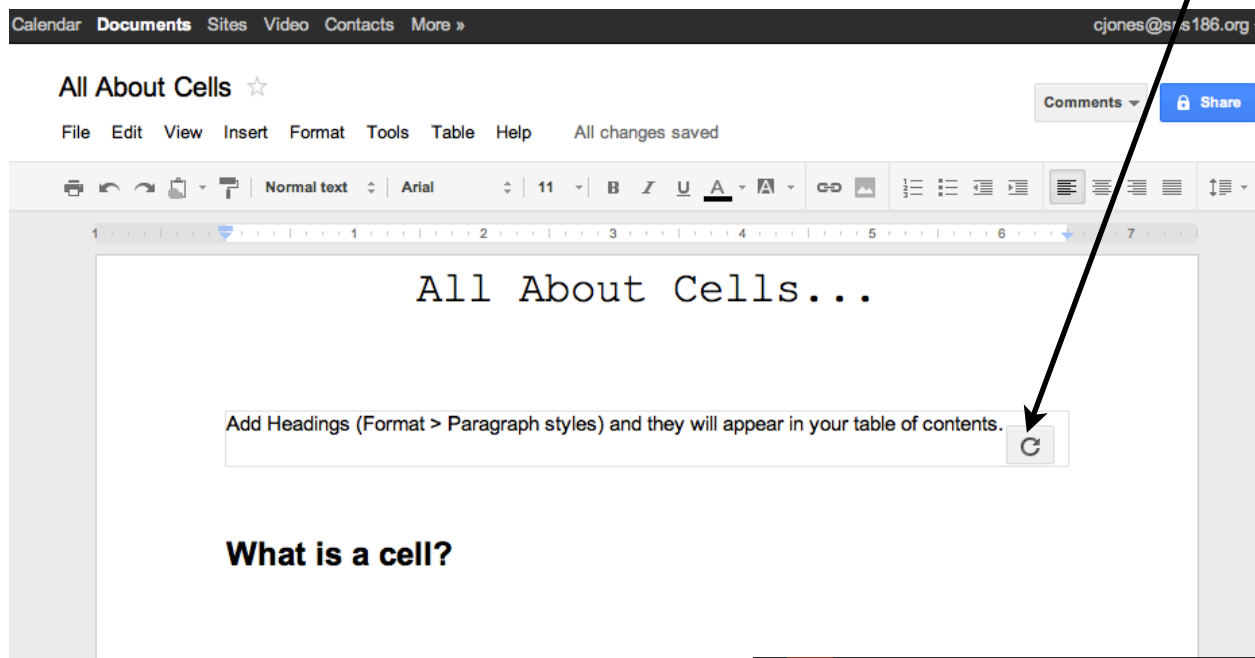 Calendar Documents Sites Video Contacts More »
All About Cells
Comments
Share
File Edit View Insert Format Tools Table Help All changes saved
Normal text Arial 11 B I U A A
1 1 2 3 4 5 6 7
All About Cells...
Add Headings (Format > Paragraph styles) and they will appear in your table of contents.
What is a cell?